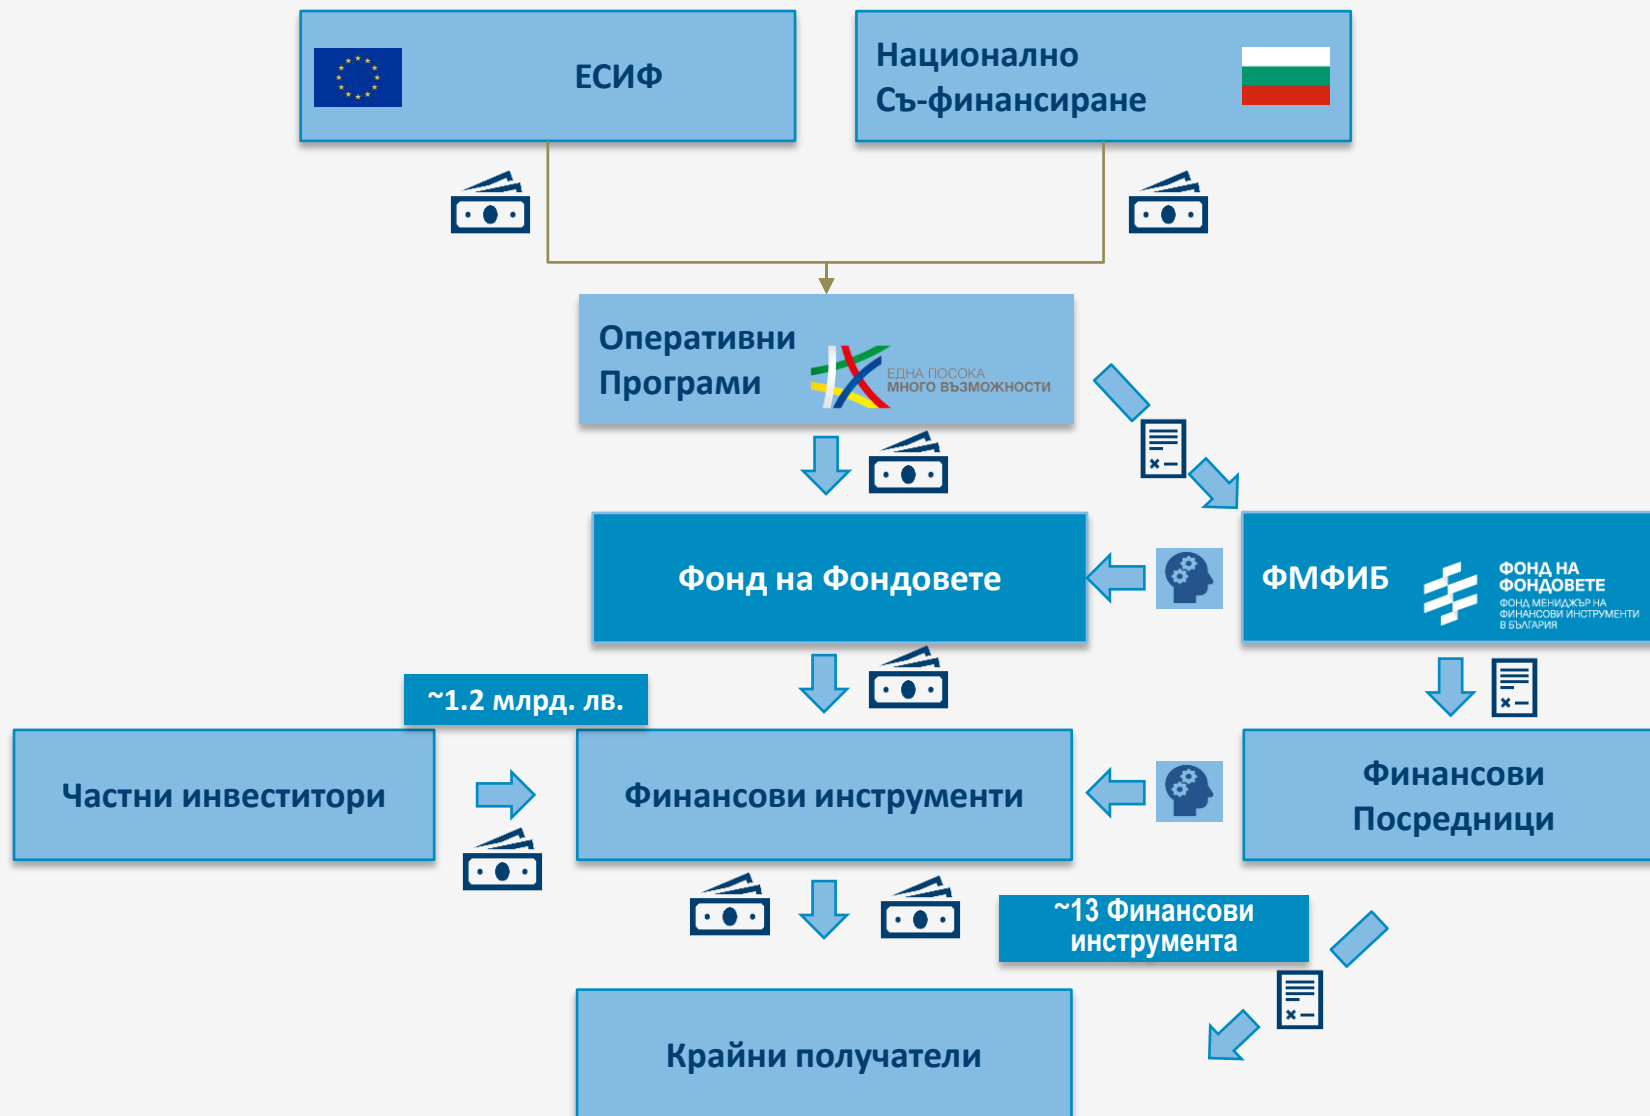 ЕСИФ
Национално
Съ-финансиране
Оперативни
Програми
ЕДНА ПОСОКА
МНОГО ВЪЗМОЖНОСТИ
Фонд на Фондовете
ФМФИБ
ФОНД НА
ФОНДОВЕТЕ
ФОНД МЕНИДЖЪР НА
ФИНАНСОВИ ИНСТРУМЕНТИ
В БЪЛГАРИЯ
~1.2 млрд. лв.
Частни инвеститори
Финансови инструменти
Финансови
Посредници
~13 Финансови
инструмента
Крайни получатели